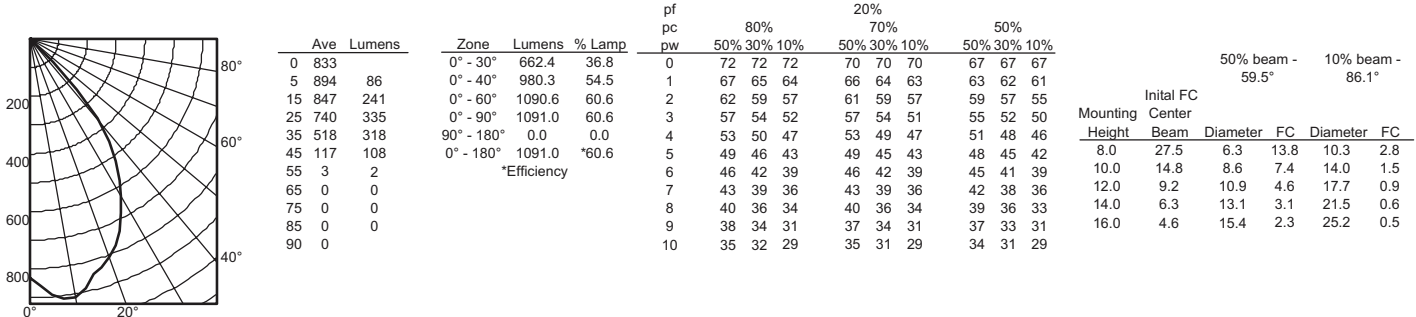 200
400
600
800
0° 20°
80°
60°
40°
Ave Lumens
0 833
5 894 86
15 847 241
25 740 335
35 518 318
45 117 108
55 3 2
65 0 0
75 0 0
85 0 0
90 0
Zone Lumens % Lamp
0° - 30° 662.4 36.8
0° - 40° 980.3 54.5
0° - 60° 1090.6 60.6
0° - 90° 1091.0 60.6
90° - 180° 0.0 0.0
0° - 180° 1091.0 *60.6
*Efficiency
pf 20%
pc 80% 70% 50%
pw 50% 30% 10% 50% 30% 10% 50% 30% 10%
0 72 72 72 70 70 70 67 67 67
1 67 65 64 66 64 63 63 62 61
2 62 59 57 61 59 57 59 57 55
3 57 54 52 57 54 51 55 52 50
4 53 50 47 53 49 47 51 48 46
5 49 46 43 49 45 43 48 45 42
6 46 42 39 46 42 39 45 41 39
7 43 39 36 43 39 36 42 38 36
8 40 36 34 40 36 34 39 36 33
9 38 34 31 37 34 31 37 33 31
10 35 32 29 35 31 29 34 31 29
50% beam - 10% beam -
59.5° 86.1°
Inital FC
Mounting Center
Height Beam Diameter FC Diameter FC
8.0 27.5 6.3 13.8 10.3 2.8
10.0 14.8 8.6 7.4 14.0 1.5
12.0 9.2 10.9 4.6 17.7 0.9
14.0 6.3 13.1 3.1 21.5 0.6
16.0 4.6 15.4 2.3 25.2 0.5